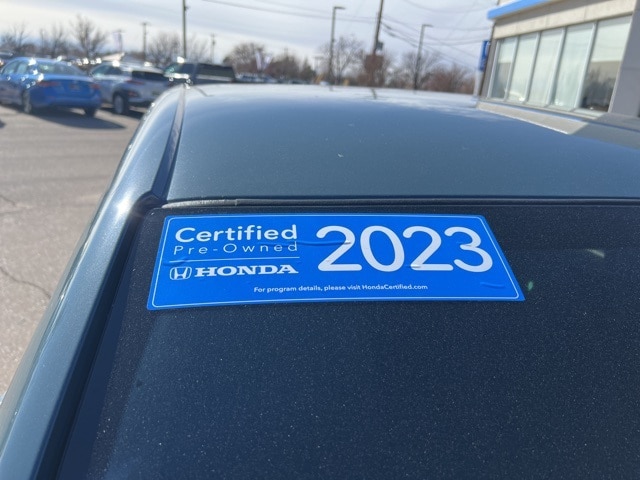 Certified
Pre-Owned
HONDA
2023
For program details, please visit HondaCertified.com